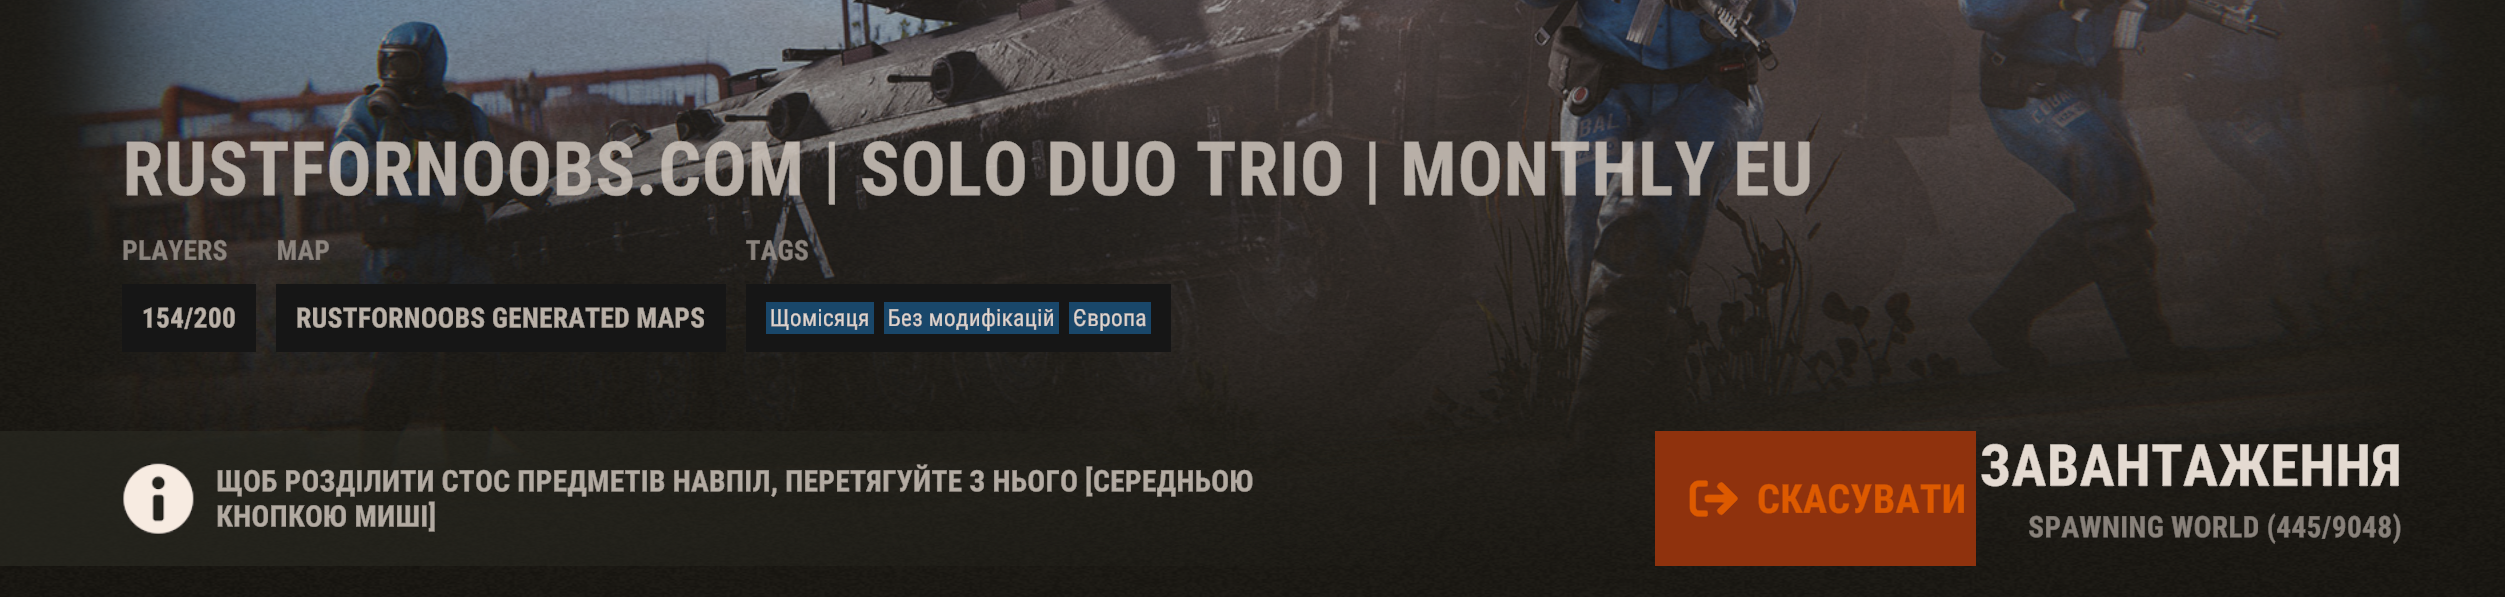 RUSTFORNOOBS.COM | SOLO DUO TRIO | MONTHLY EU
PLAYERS MAP TAGS
154/200 RUSTFORNOOBS GENERATED MAPS Щомісяця Без модифікацій Європа
ЩОБ РОЗДІЛИТИ СТОС ПРЕДМЕТІВ НАВПІЛ, ПЕРЕТЯГУЙТЕ З НЬОГО [СЕРЕДНЬОЮ
КНОПКОЮ МИШІ]
СКАСУВАТИ
ЗАВАНТАЖЕННЯ
SPAWNING WORLD (445/9048)